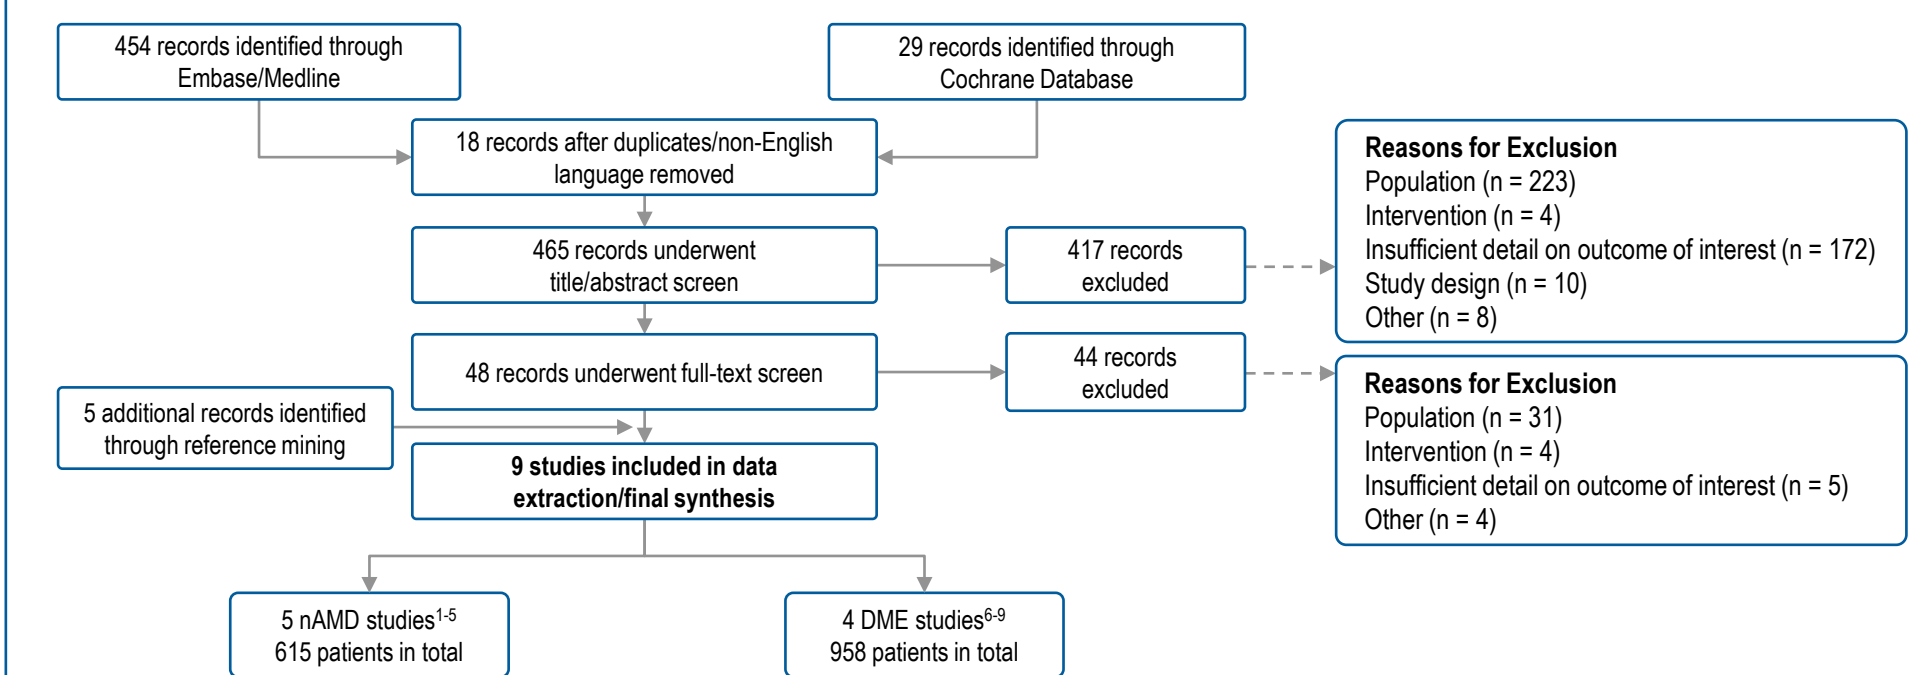 454 records identified through
Embase/Medline
29 records identified through
Cochrane Database
18 records after duplicates/non-English
language removed
465 records underwent
title/abstract screen
417 records
excluded
Reasons for Exclusion
Population (n = 223)
Intervention (n = 4)
Insufficient detail on outcome of interest (n = 172)
Study design (n = 10)
Other (n = 8)
48 records underwent full-text screen
44 records
excluded
Reasons for Exclusion
Population (n = 31)
Intervention (n = 4)
Insufficient detail on outcome of interest (n = 5)
Other (n = 4)
5 additional records identified
through reference mining
9 studies included in data
extraction/final synthesis
5 nAMD studies1-5
615 patients in total
4 DME studies6-9
958 patients in total